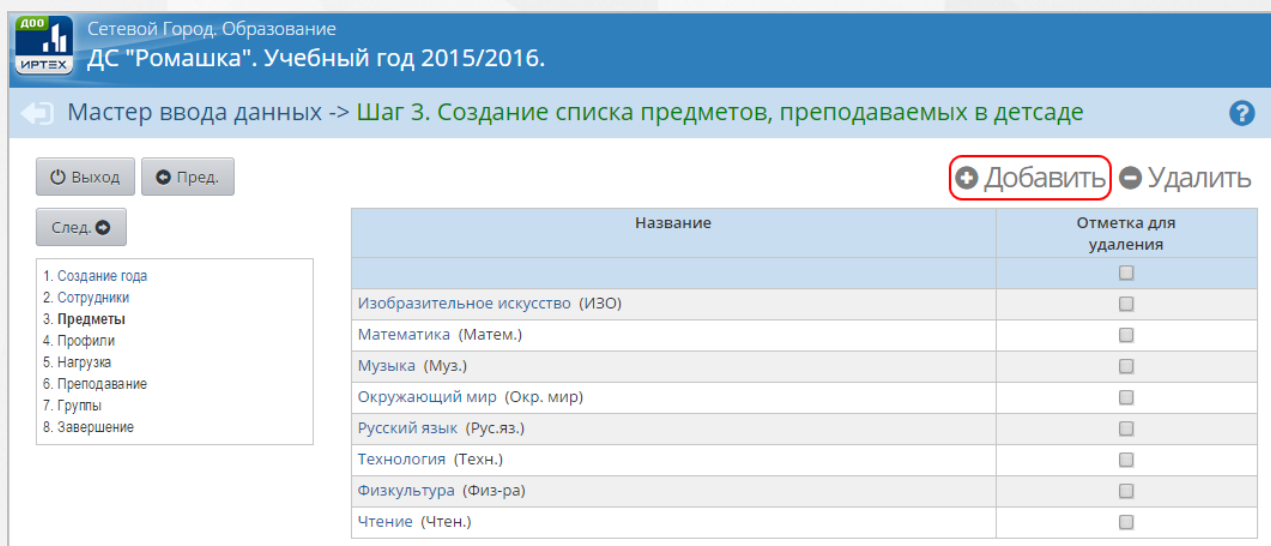 ДОО
ИРТЕХ
Сетевой Город. Образование
ДС "Ромашка". Учебный год 2015/2016.
Мастер ввода данных -> Шаг 3. Создание списка предметов, преподаваемых в детсаде
?
Выход
Пред.
Добавить
Удалить
След.
1. Создание года
2. Сотрудники
3. Предметы
4. Профили
5. Нагрузка
6. Преподавание
7. Группы
8. Завершение
Название
Отметка для
удаления
Изобразительное искусство (ИЗО)
Математика (Матем.)
Музыка (Муз.)
Окружающий мир (Окр. мир)
Русский язык (Рус.яз.)
Технология (Техн.)
Физкультура (Физ-ра)
Чтение (Чтен.)